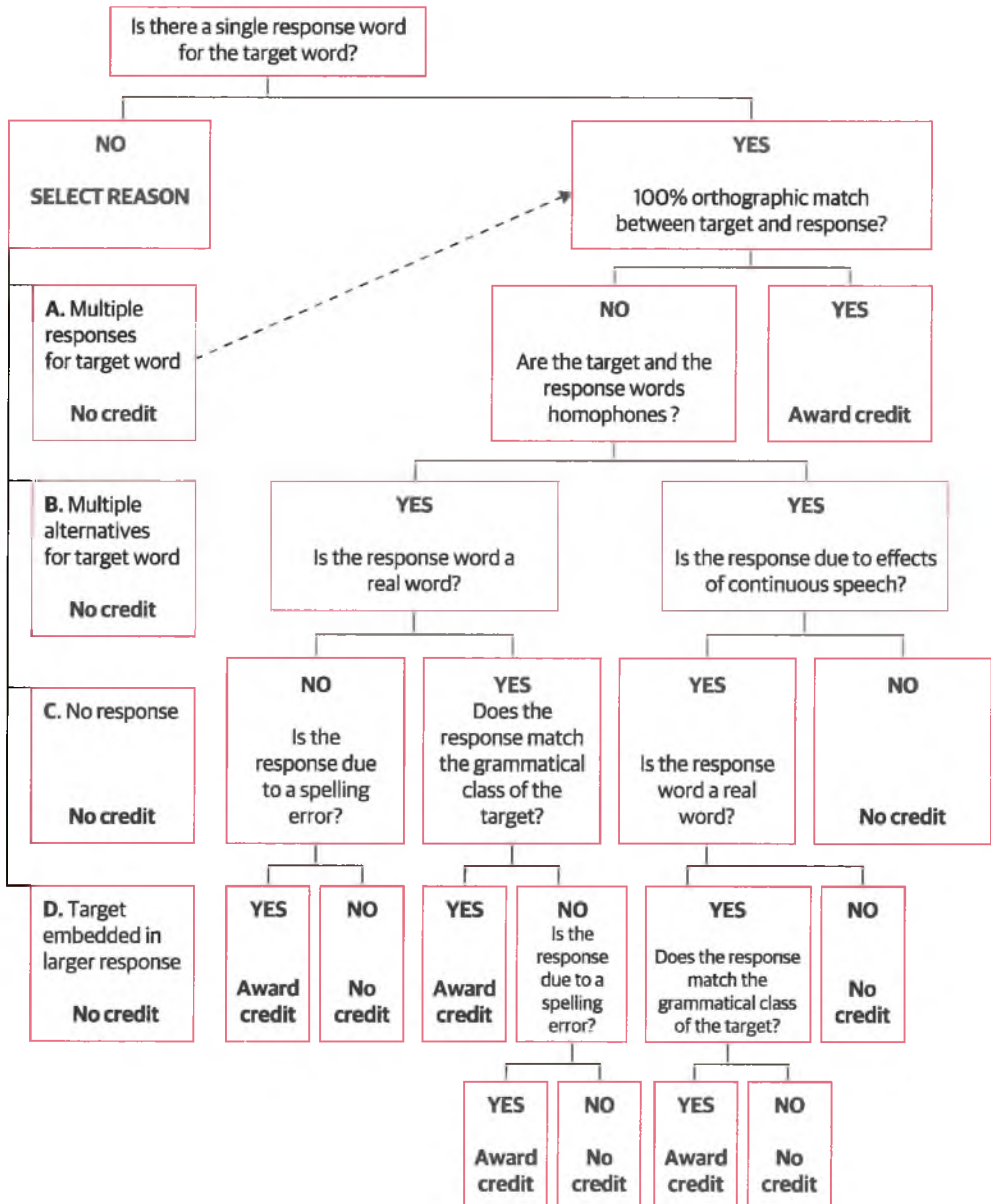 Is there a single response word
for the target word?
NO
SELECT REASON
YES
100% orthographic match
between target and response?
A. Multiple
responses
for target word
No credit
NO
Are the target and the
response words
homophones?
YES
Award credit
B. Multiple
alternatives
for target word
No credit
YES
Is the response word a
real word?
YES
Is the response due to effects
of continuous speech?
C. No response
No credit
NO
Is the
response due
to a spelling
error?
YES
Does the
response match
the grammatical
class of the
target?
YES
Is the response
word a real
word?
NO
No credit
D. Target
embedded in
larger response
No credit
YES
Award
credit
NO
No
credit
YES
Award
credit
NO
Is the
response
due to a
spelling
error?
YES
Does the response
match the
grammatical class
of the target?
NO
No
credit
YES
Award
credit
NO
No
credit
YES
Award
credit
NO
No
credit